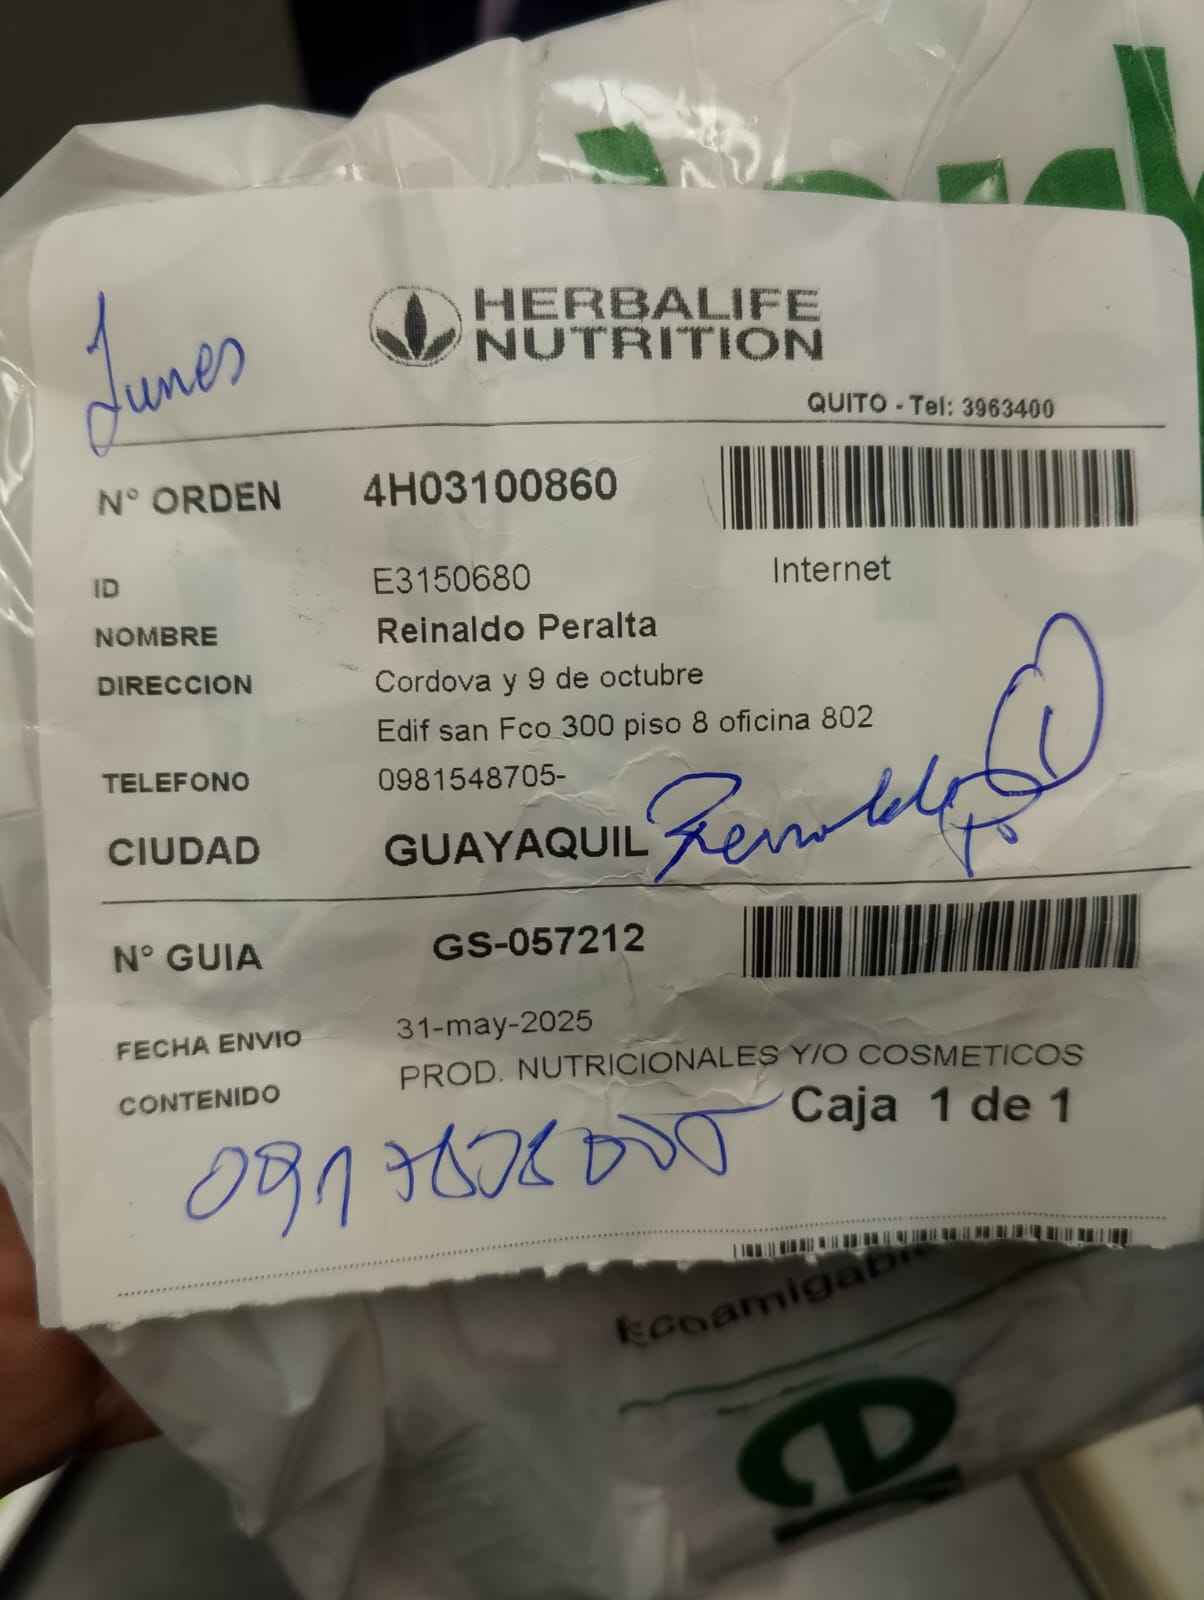 Lunes
HERBALIFE
NUTRITION
QUITO - Tel: 3963400
N° ORDEN 4H03100860
ID E3150680 Internet
NOMBRE Reinaldo Peralta
DIRECCION Cordova y 9 de octubre
Edif san Fco 300 piso 8 oficina 802
TELEFONO 0981548705-
CIUDAD GUAYAQUIL
N° GUIA GS-057212
FECHA ENVIO 31-may-2025
CONTENIDO PROD. NUTRICIONALES Y/O COSMETICOS
Caja 1 de 1